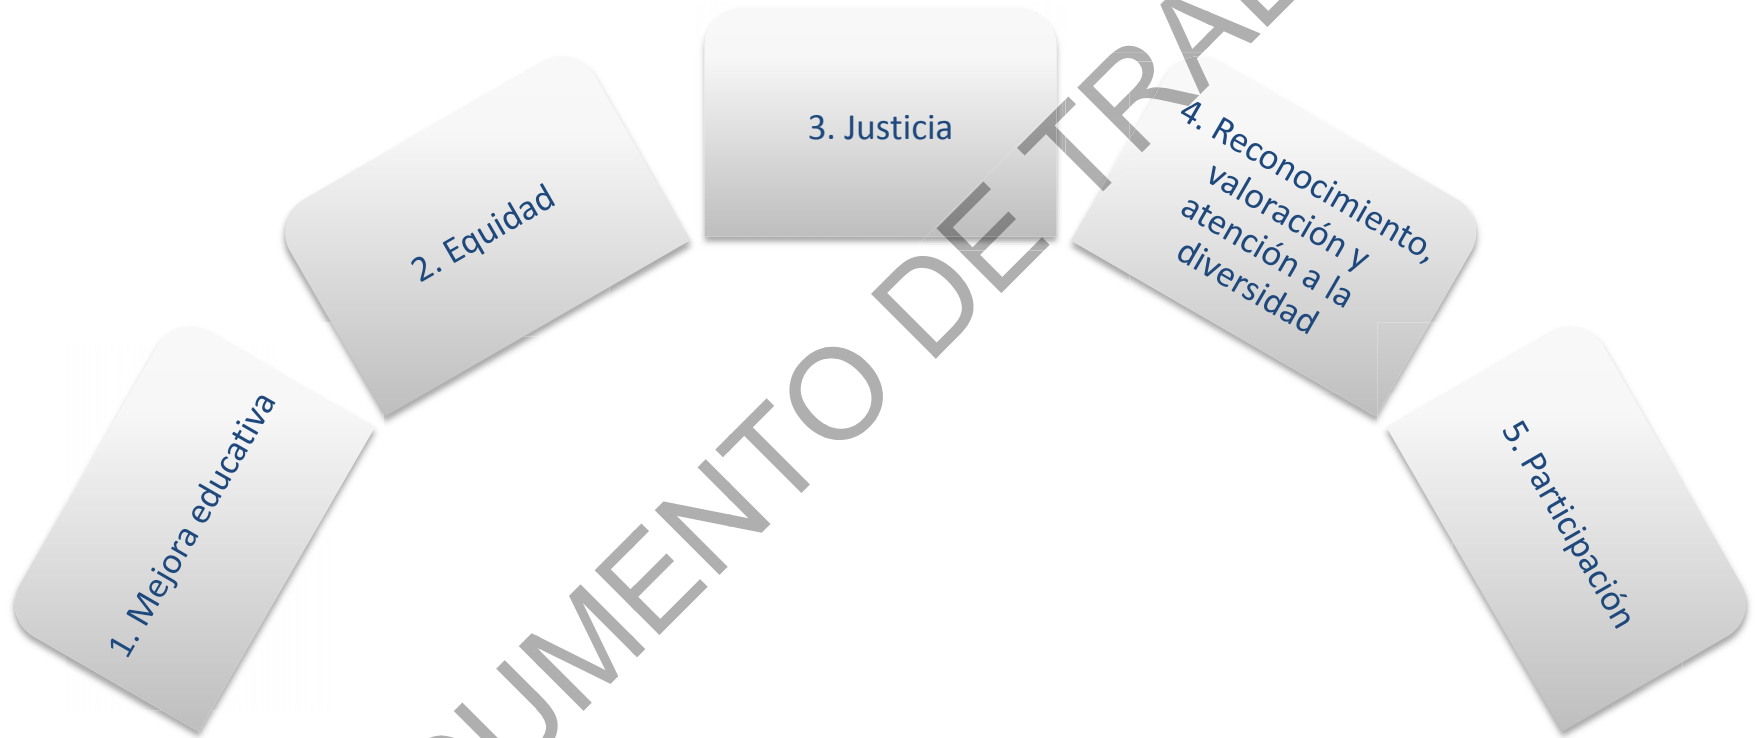 1. Mejora educativa
2. Equidad
3. Justicia
4. Reconocimiento,
valoración y
atención a la
diversidad
5. Participación
UMENTO DE TRA